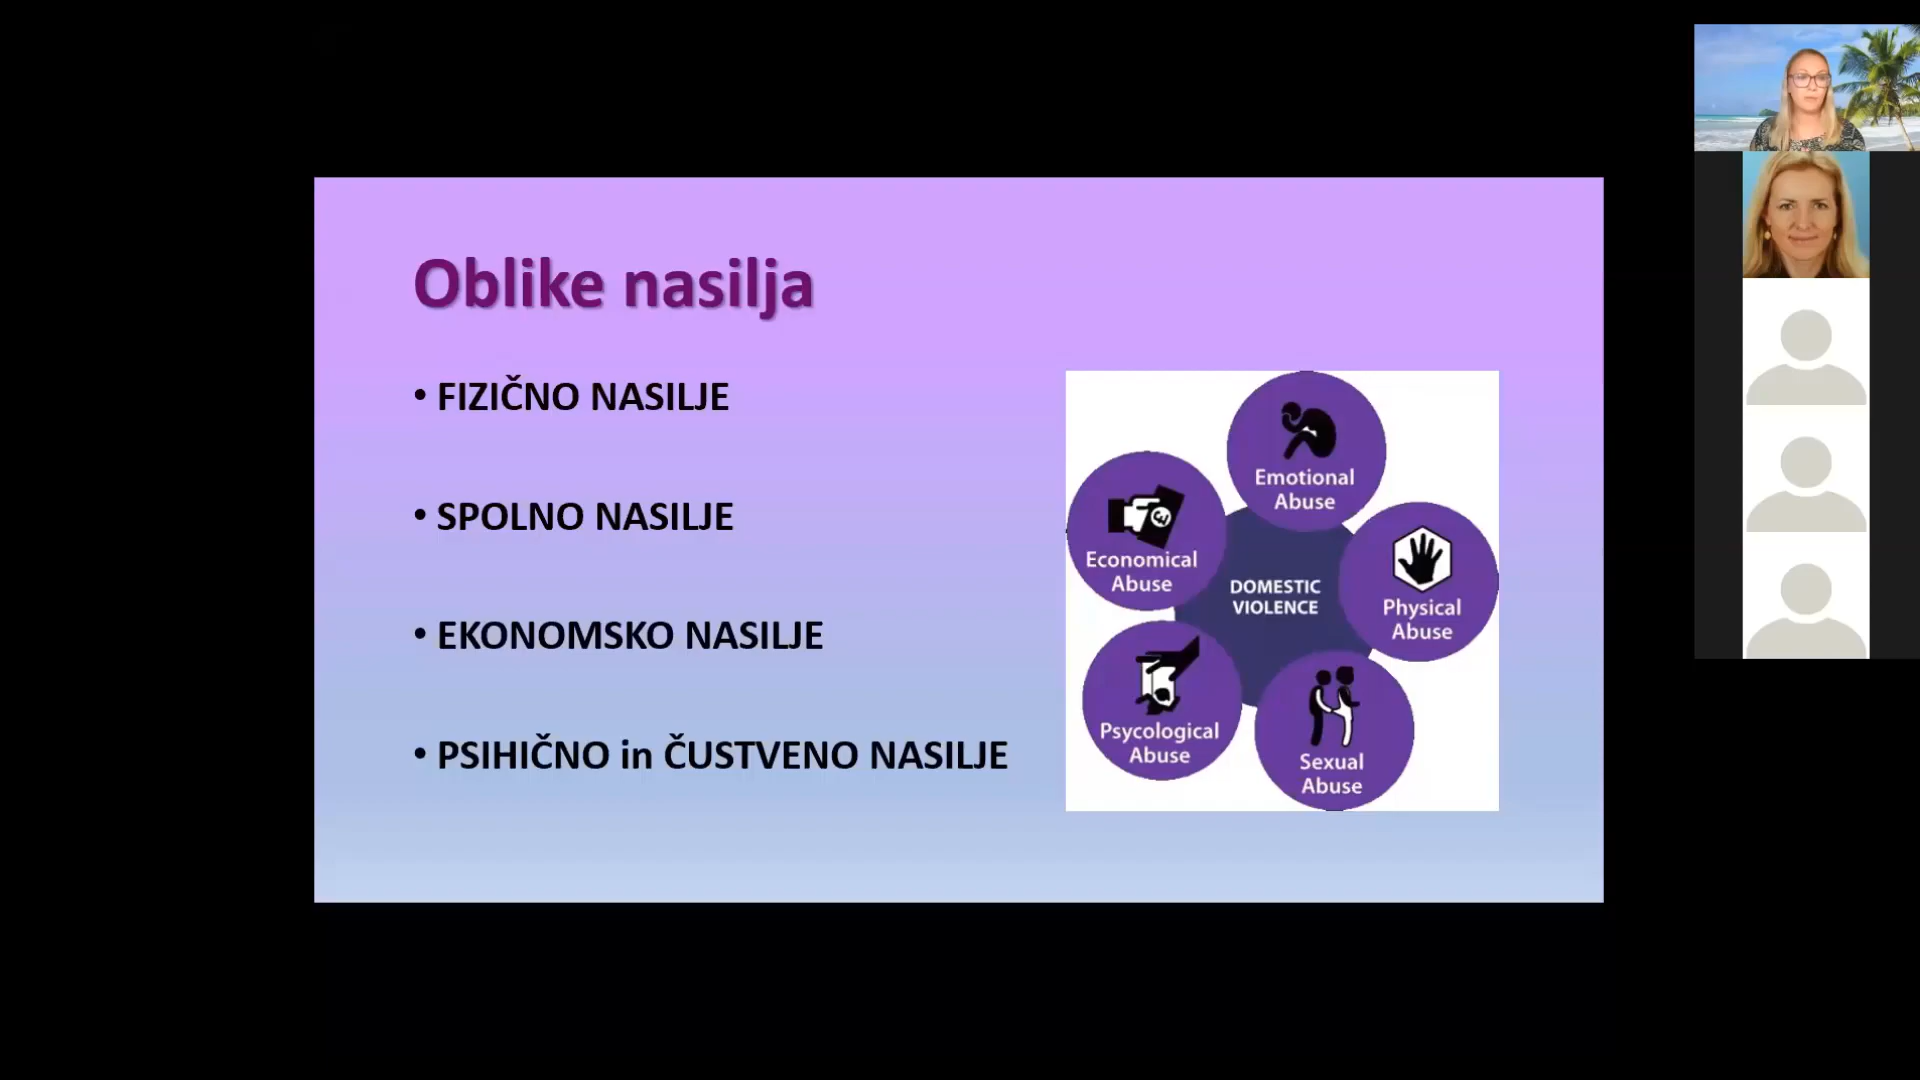 Oblike nasilja
• FIZIČNO NASILJE
• SPOLNO NASILJE
• EKONOMSKO NASILJE
• PSIHIČNO in ČUSTVENO NASILJE
Emotional
Abuse
Economical
Abuse
DOMESTIC
VIOLENCE
Physical
Abuse
Psycological
Abuse
Sexual
Abuse